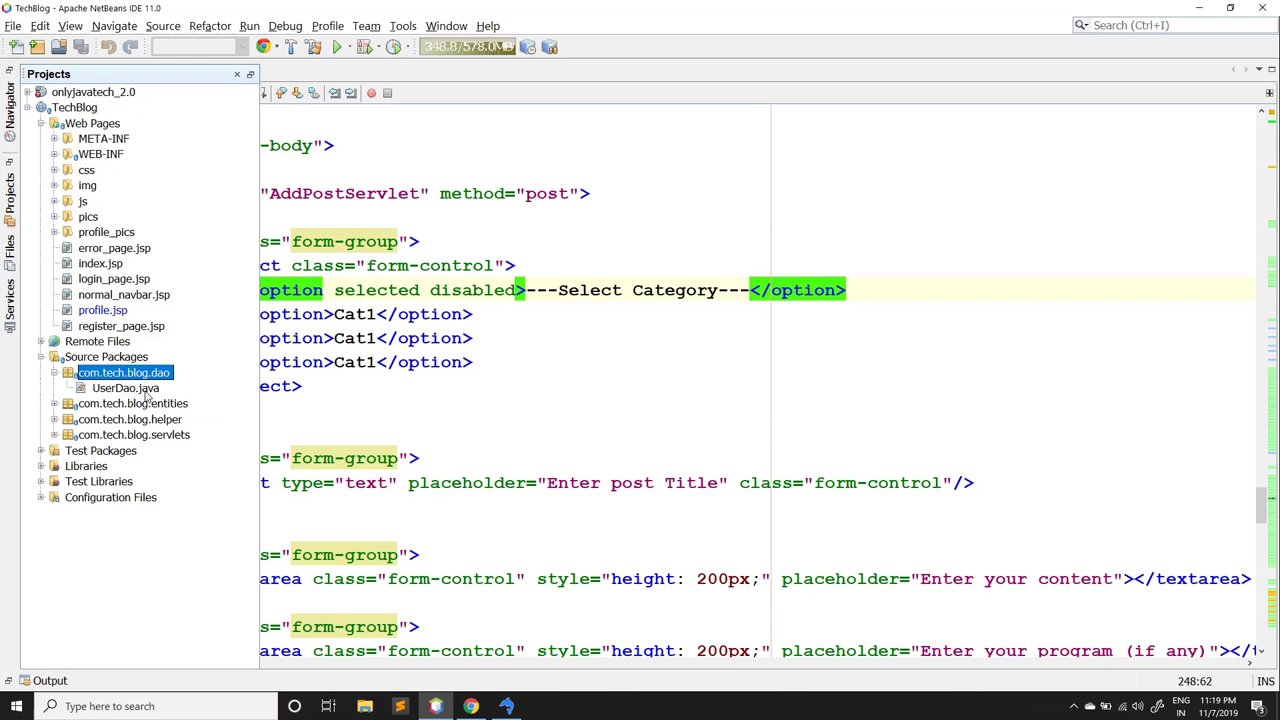 TechBlog - Apache NetBeans IDE 11.0
File Edit View Navigate Source Refactor Run Debug Profile Team Tools Window Help
Search (Ctrl+I)
348.8/578.0MB
Projects
Navigator
Projects
Files
Services
onlyjavatech_2.0
TechBlog
Web Pages
META-INF
WEB-INF
css
img
js
pics
profile_pics
error_page.jsp
index.jsp
login_page.jsp
normal_navbar.jsp
profile.jsp
register_page.jsp
Remote Files
Source Packages
com.tech.blog.dao
UserDao.java
com.tech.blog.entities
com.tech.blog.helper
com.tech.blog.servlets
Test Packages
Libraries
Test Libraries
Configuration Files
-body">
"AddPostServlet" method="post">
s="form-group">
ct class="form-control">
option selected disabled>---Select Category---</option>
option>Cat1</option>
option>Cat1</option>
option>Cat1</option>
ect>
s="form-group">
t type="text" placeholder="Enter post Title" class="form-control"/>
s="form-group">
area class="form-control" style="height: 200px;" placeholder="Enter your content"></textarea>
s="form-group">
area class="form-control" style="height: 200px;" placeholder="Enter your program (if any)"></t
Output
248:62
INS
Type here to search
ENG
IN
11:19 PM
11/7/2019
3